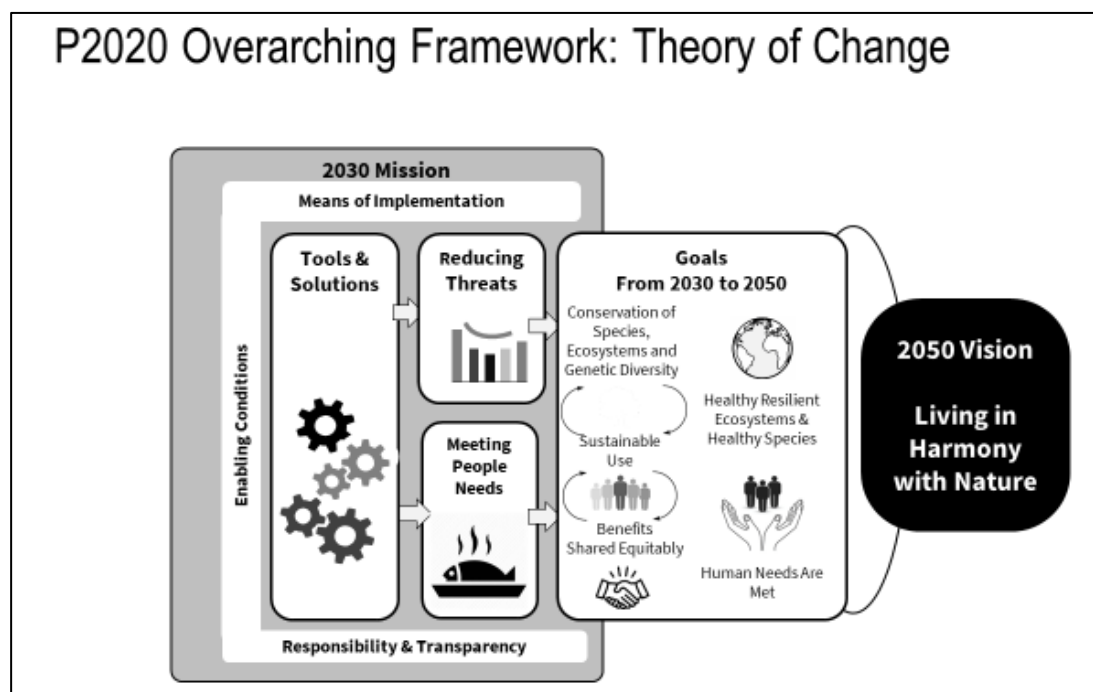 P2020 Overarching Framework: Theory of Change
2030 Mission
Means of Implementation
Enabling Conditions
Tools &
Solutions
Reducing
Threats
Meeting
People
Needs
Responsibility & Transparency
Goals
From 2030 to 2050
Conservation of
Species,
Ecosystems and
Genetic Diversity
Sustainable
Use
Benefits
Shared Equitably
Healthy Resilient
Ecosystems &
Healthy Species
Human Needs Are
Met
2050 Vision
Living in
Harmony
with Nature